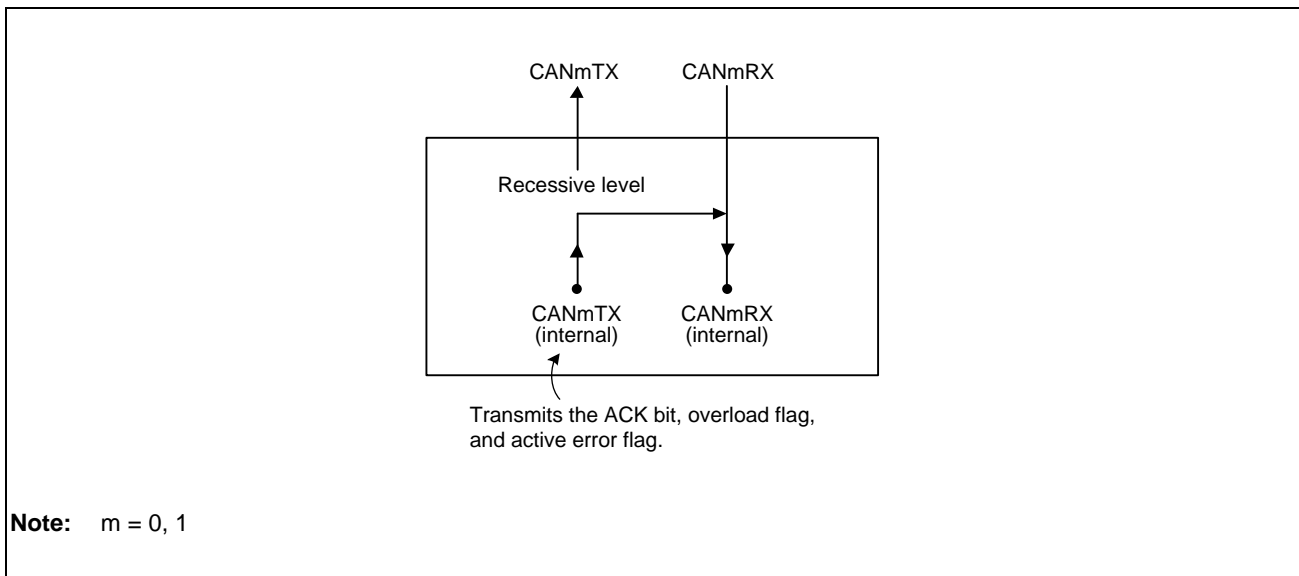 CANmTX CANmRX
Recessive level
CANmTX CANmRX
(internal) (internal)
Transmits the ACK bit, overload flag,
and active error flag.
Note: m = 0, 1